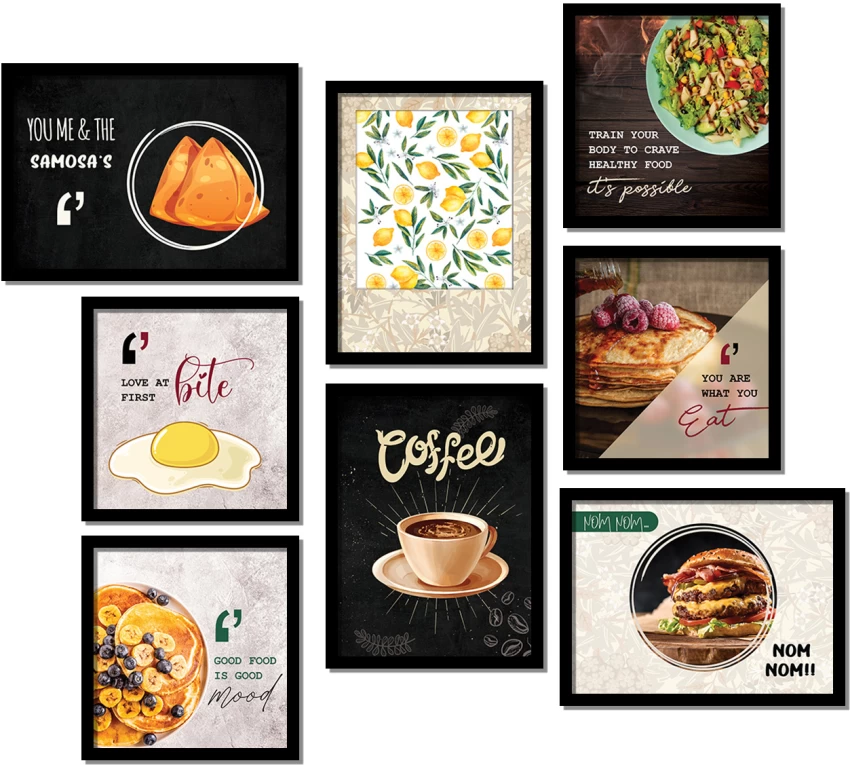 YOU ME & THE
SAMOSA'S
LOVE AT
FIRST bite
GOOD FOOD
IS GOOD
mood
Coffee
TRAIN YOUR
BODY TO CRAVE
HEALTHY FOOD
it's possible
YOU ARE
WHAT YOU
Eat
NOM NOM...
NOM
NOM!!